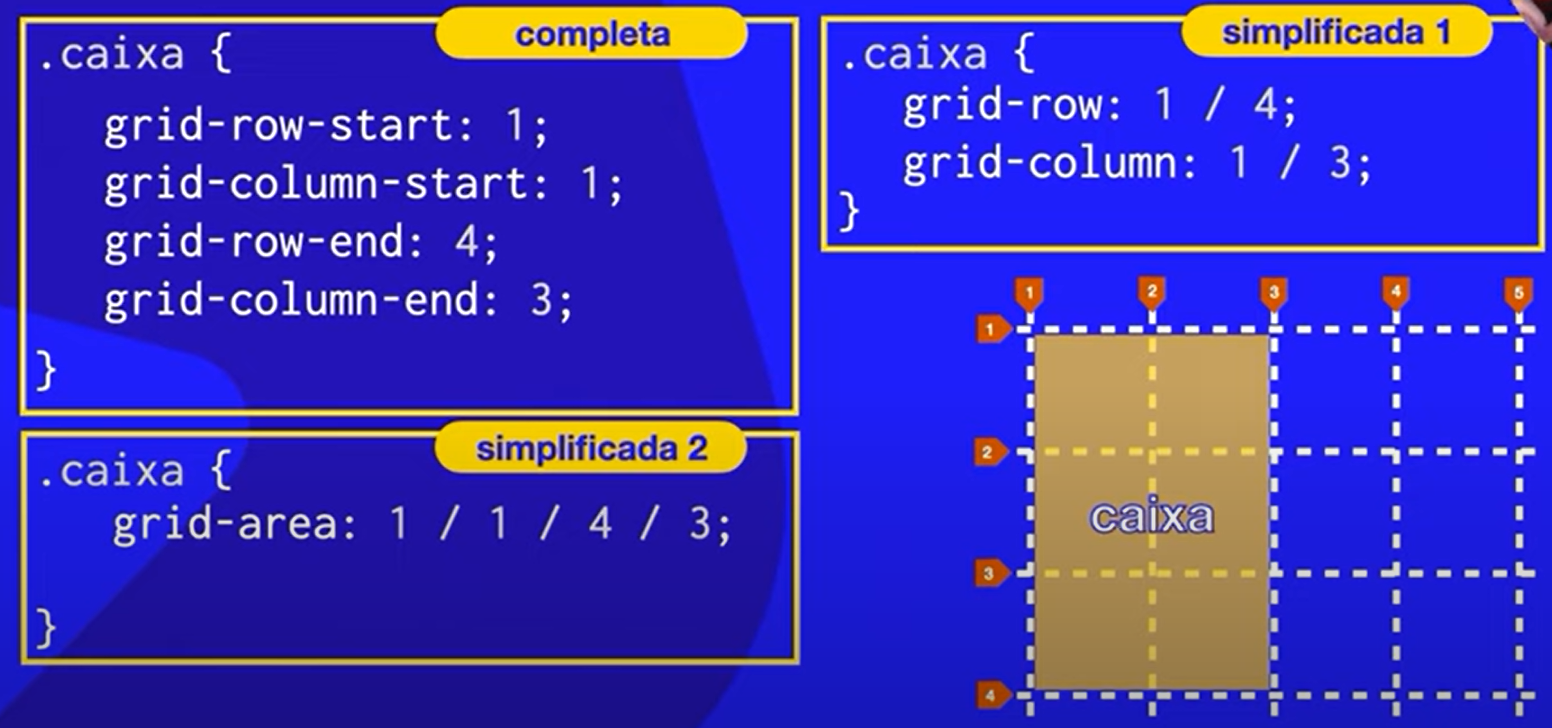 completa
.caixa {
grid-row-start: 1;
grid-column-start: 1;
grid-row-end: 4;
grid-column-end: 3;
}
simplificada 1
.caixa {
grid-row: 1 / 4;
grid-column: 1 / 3;
}
simplificada 2
.caixa {
grid-area: 1 / 1 / 4 / 3;
}
1 2 3 4 5
1
2
caixa
3
4